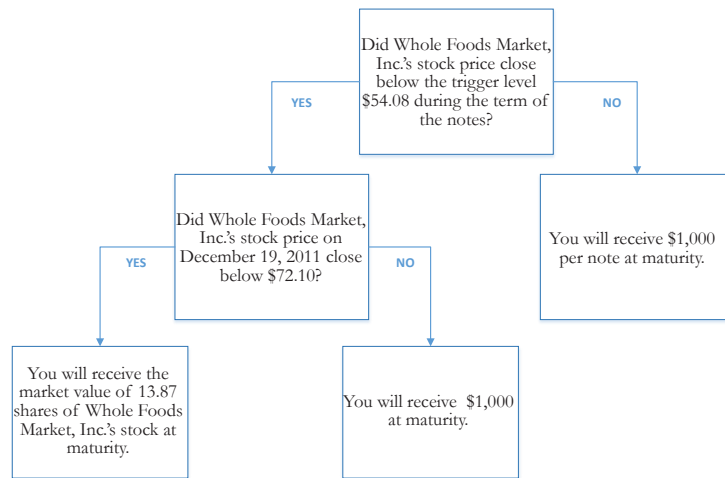 Did Whole Foods Market,
Inc.'s stock price close
below the trigger level
$54.08 during the term of
the notes?
YES
NO
Did Whole Foods Market,
Inc.'s stock price on
December 19, 2011 close
below $72.10?
You will receive $1,000
per note at maturity.
YES
NO
You will receive the
market value of 13.87
shares of Whole Foods
Market, Inc.'s stock at
maturity.
You will receive  $1,000
at maturity.